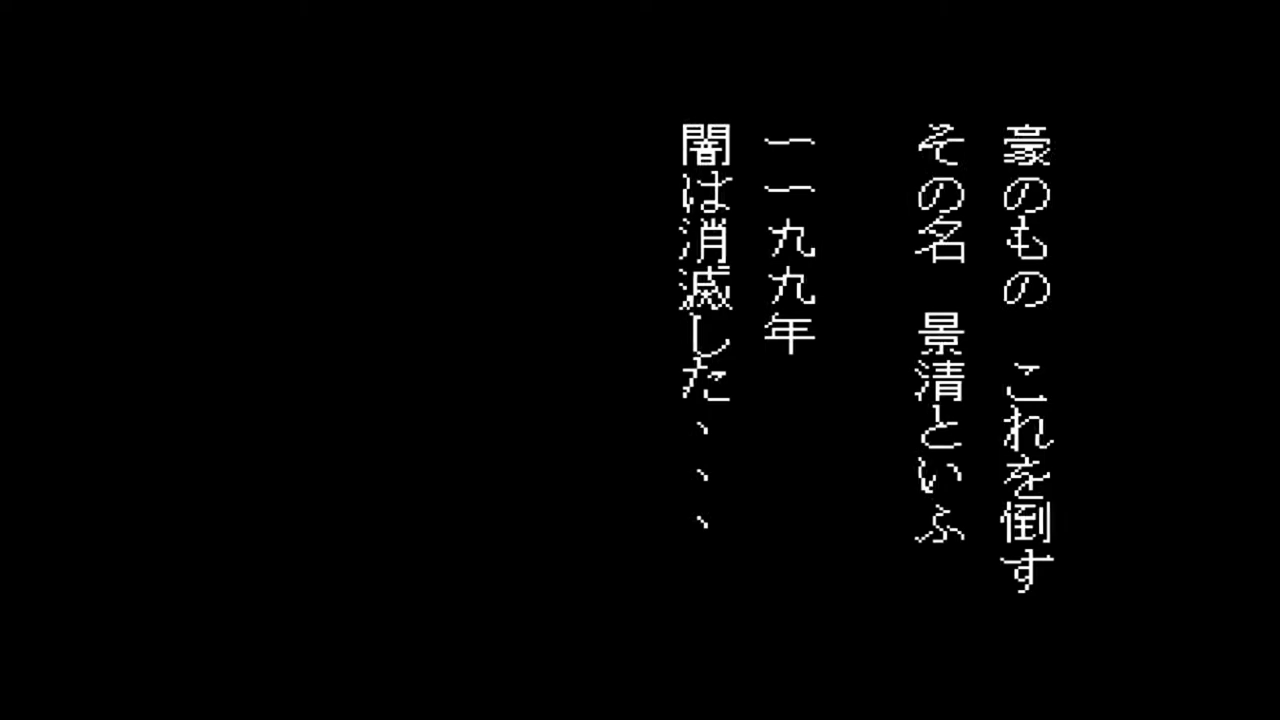 豪のもの　これを倒す
その名　景清といふ
一一九九年
闇は消滅した、、、